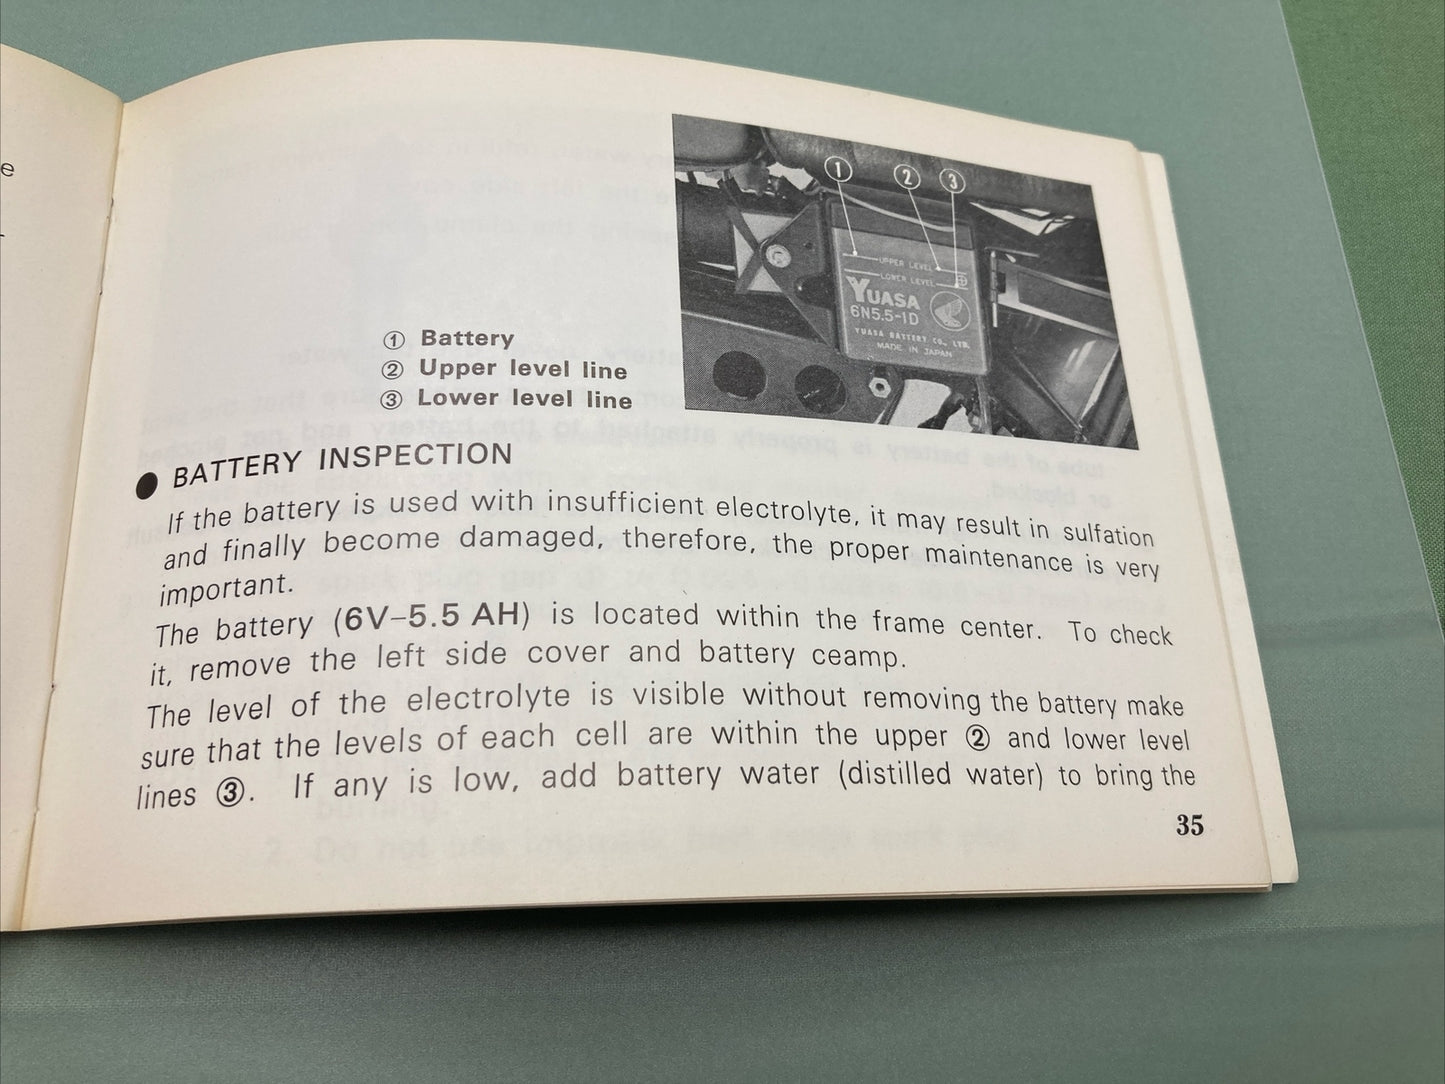 e
① ② ③
UPPER LEVEL
LOWER LEVEL
YUASA
6N5.5-1D
YUASA BATTERY CO., LTD.
MADE IN JAPAN
① Battery
② Upper level line
③ Lower level line
● BATTERY INSPECTION
If the battery is used with insufficient electrolyte, it may result in sulfation
and finally become damaged, therefore, the proper maintenance is very
important.
The battery (6V-5.5 AH) is located within the frame center. To check
it, remove the left side cover and battery ceamp.
The level of the electrolyte is visible without removing the battery make
sure that the levels of each cell are within the upper ② and lower level
lines ③. If any is low, add battery water (distilled water) to bring the
35